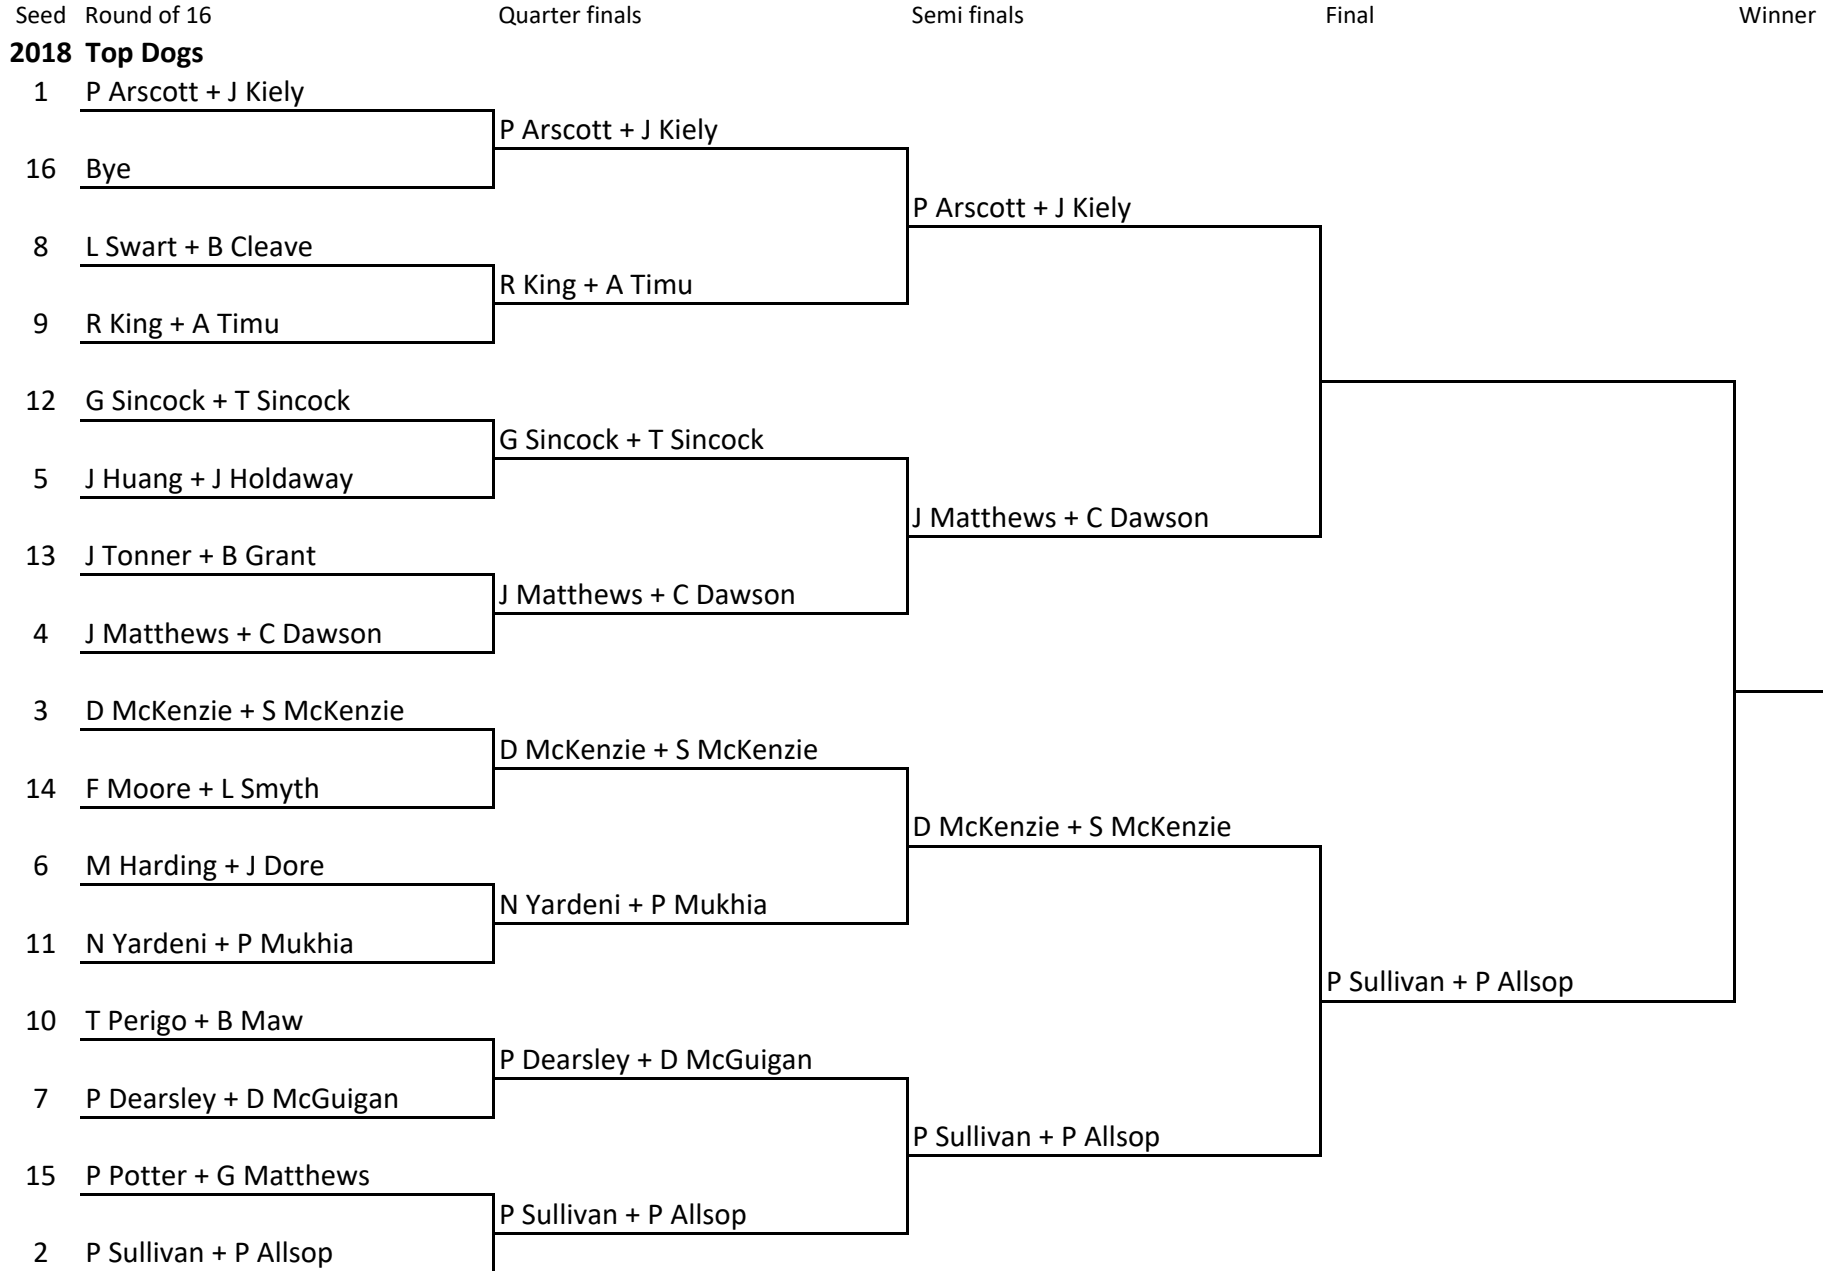 Seed Round of 16 Quarter finals Semi finals Final Winner
2018 Top Dogs
1 P Arscott + J Kiely
P Arscott + J Kiely
16 Bye
P Arscott + J Kiely
8 L Swart + B Cleave
R King + A Timu
9 R King + A Timu
12 G Sincock + T Sincock
G Sincock + T Sincock
5 J Huang + J Holdaway
J Matthews + C Dawson
13 J Tonner + B Grant
J Matthews + C Dawson
4 J Matthews + C Dawson
3 D McKenzie + S McKenzie
D McKenzie + S McKenzie
14 F Moore + L Smyth
D McKenzie + S McKenzie
6 M Harding + J Dore
N Yardeni + P Mukhia
11 N Yardeni + P Mukhia
P Sullivan + P Allsop
10 T Perigo + B Maw
P Dearsley + D McGuigan
7 P Dearsley + D McGuigan
P Sullivan + P Allsop
15 P Potter + G Matthews
P Sullivan + P Allsop
2 P Sullivan + P Allsop